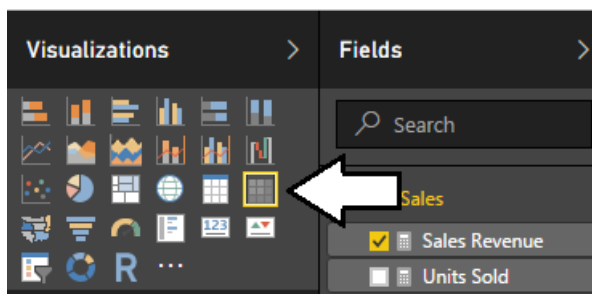 Visualizations
Fields
Search
Sales
Sales Revenue
Units Sold
123
R